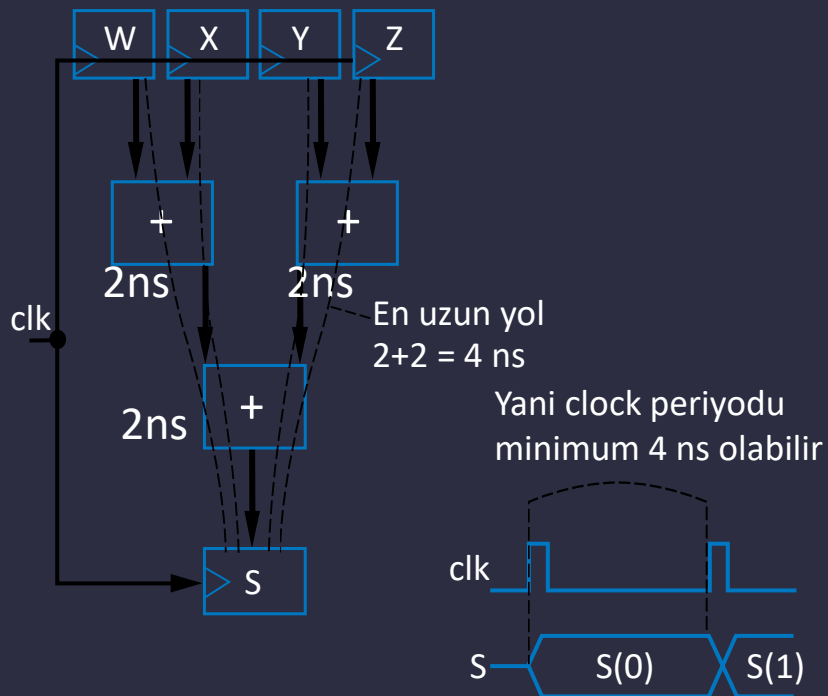 W
X
Y
Z
+
+
2ns
2ns
clk
En uzun yol
2+2 = 4 ns
+
2ns
Yani clock periyodu
minimum 4 ns olabilir
S
clk
S
S(0)
S(1)